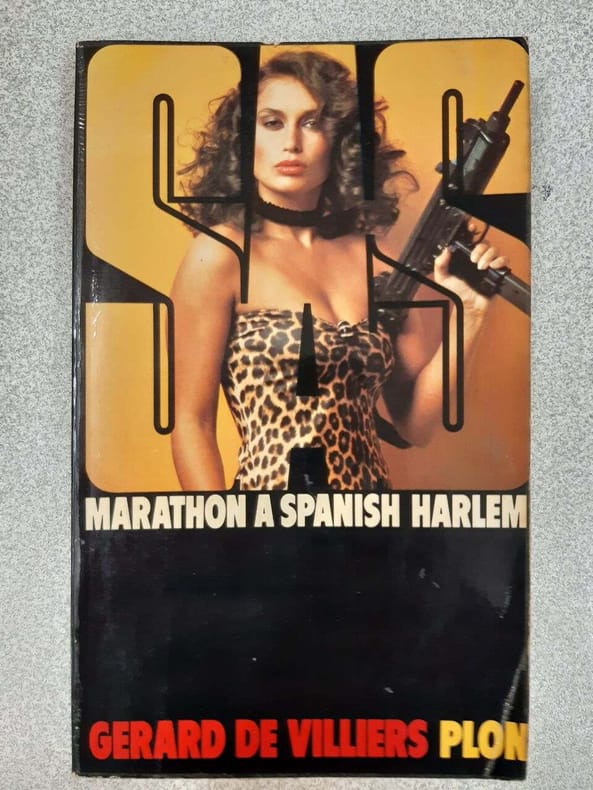 SAS
MARATHON A SPANISH HARLEM
GERARD DE VILLIERS PLON